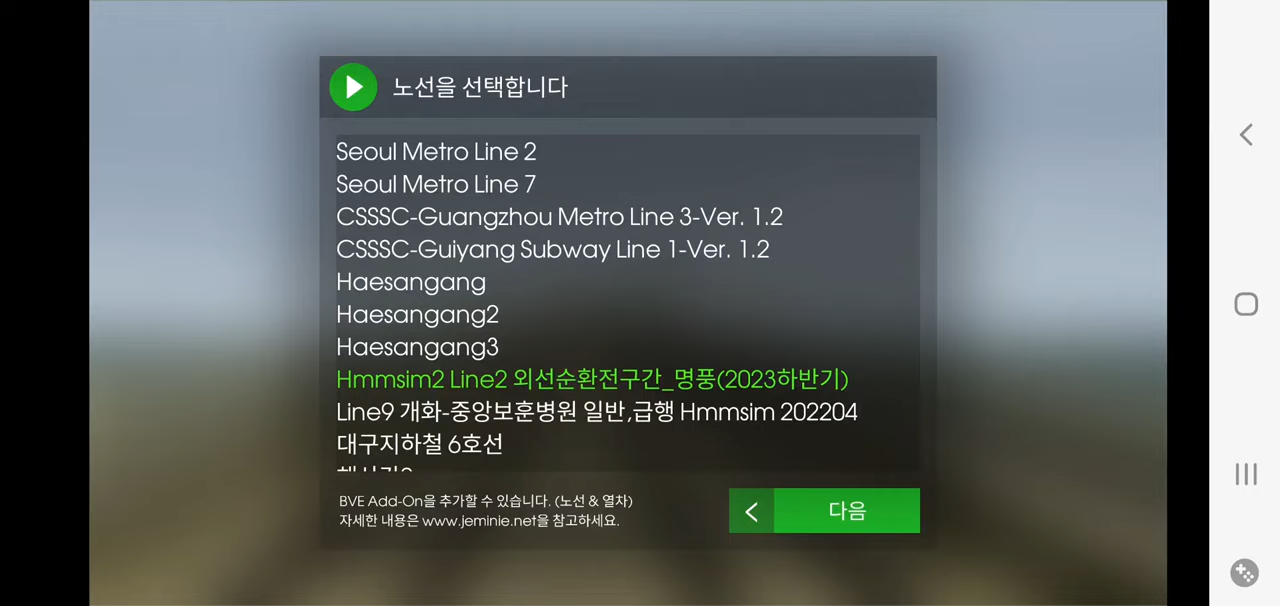 노선을 선택합니다
Seoul Metro Line 2
Seoul Metro Line 7
CSSSC-Guangzhou Metro Line 3-Ver. 1.2
CSSSC-Guiyang Subway Line 1-Ver. 1.2
Haesangang
Haesangang2
Haesangang3
Hmmsim2 Line2 외선순환전구간_명풍(2023하반기)
Line9 개화-중앙보훈병원 일반,급행 Hmmsim 202204
대구지하철 6호선
BVE Add-On을 추가할 수 있습니다. (노선 & 열차)
자세한 내용은 www.jeminie.net을 참고하세요.
다음